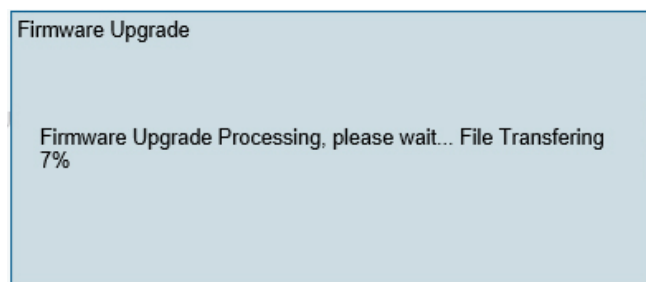 Firmware Upgrade
Firmware Upgrade Processing, please wait... File Transfering
7%